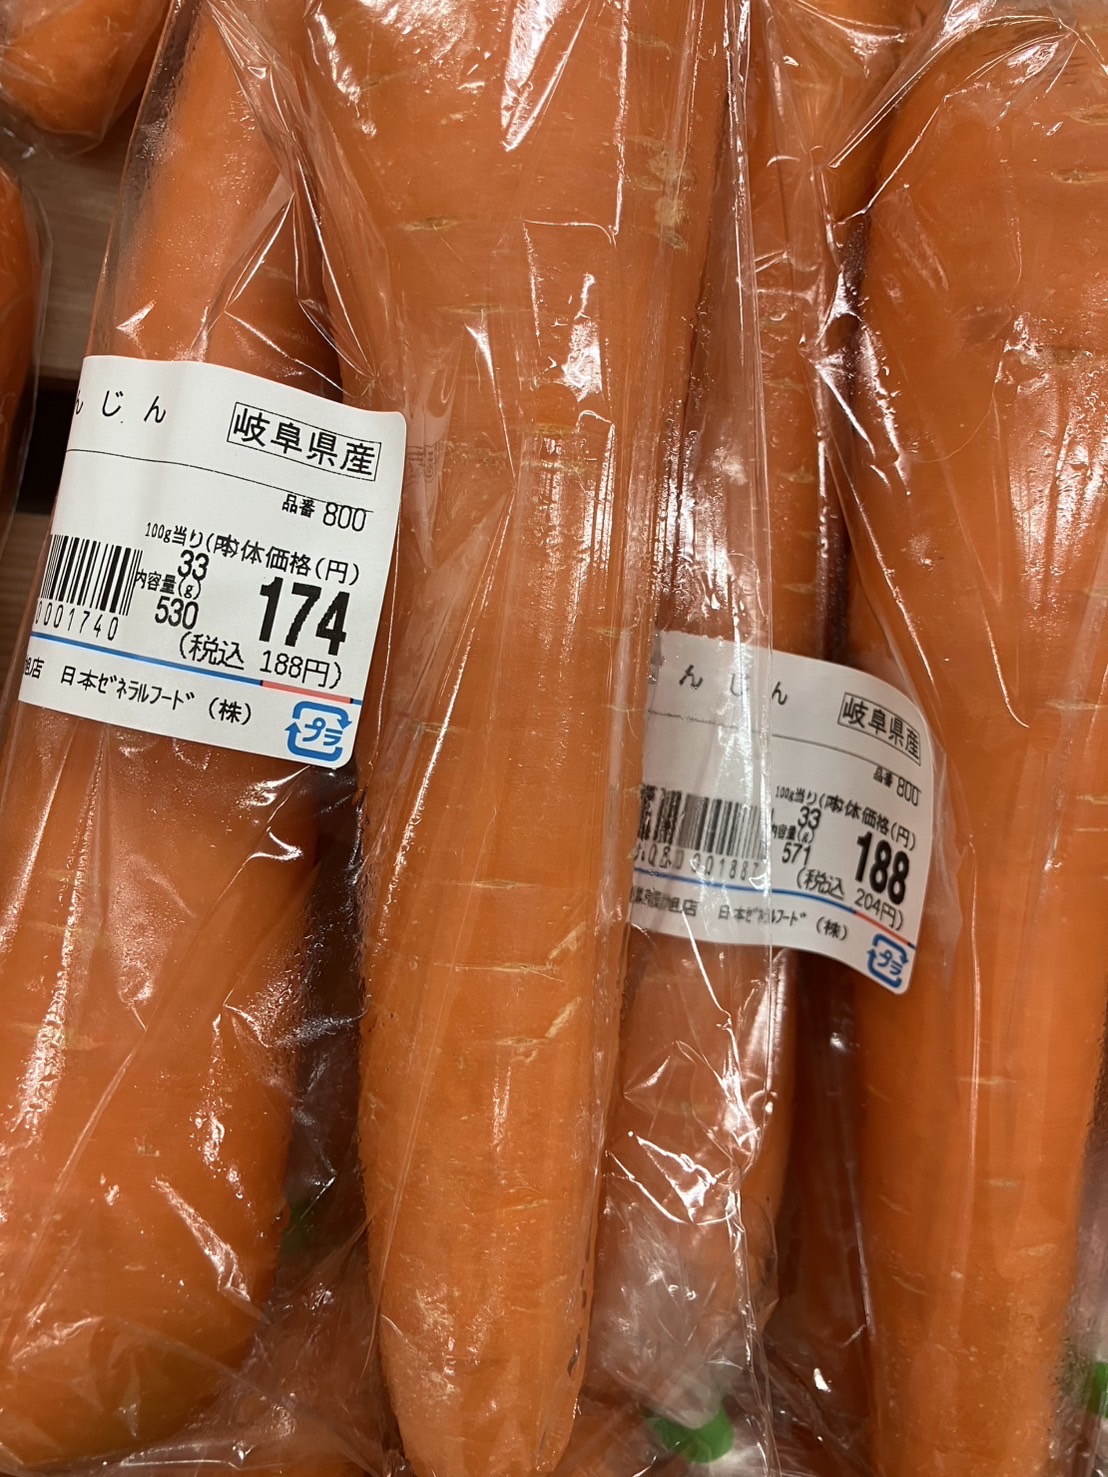 んじん
岐阜県産
品番 800
100g当り(円) 本体価格(円)
33
内容量(g)
530
174
0001740
(税込 188円)
旭店 日本ゼネラルフード(株)
プラ
んじん
岐阜県産
品番 800
100g当り(円) 本体価格(円)
33
内容量(g)
571
188
(税込 204円)
旭店 日本ゼネラルフード(株)
プラ